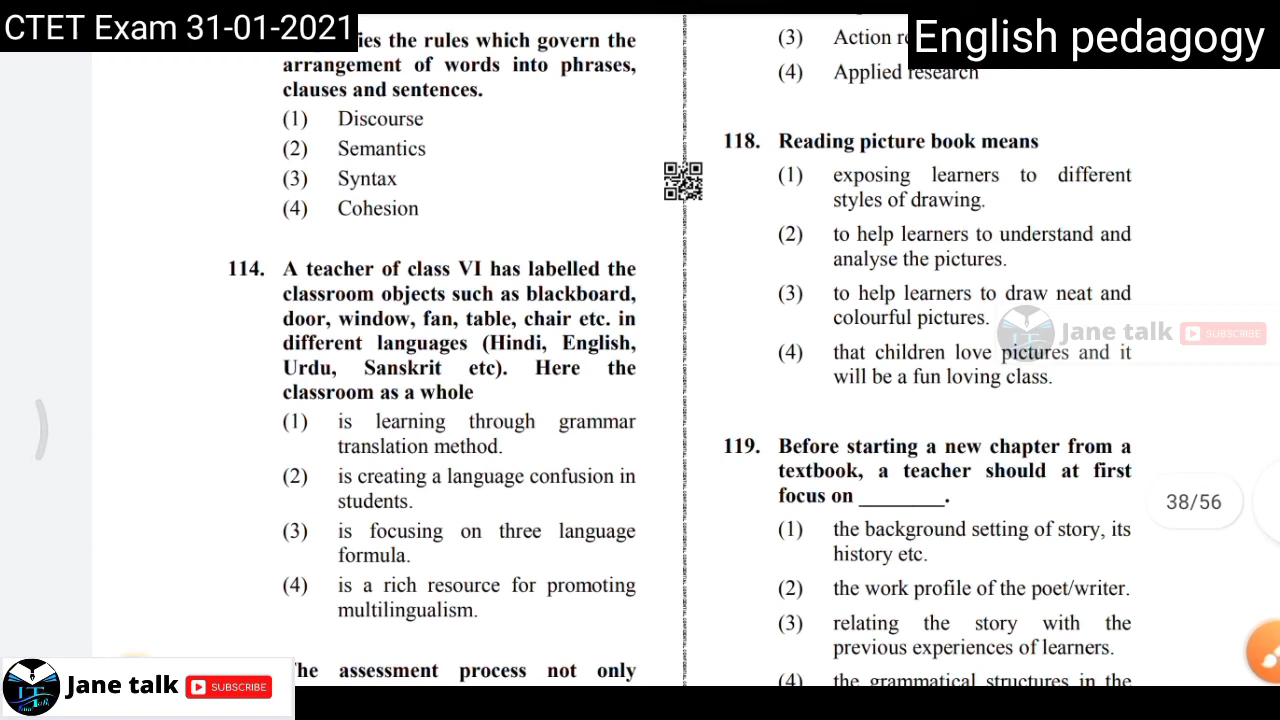 CTET Exam 31-01-2021
English pedagogy
the rules which govern the
arrangement of words into phrases,
clauses and sentences.
(1) Discourse
(2) Semantics
(3) Syntax
(4) Cohesion
114. A teacher of class VI has labelled the
classroom objects such as blackboard,
door, window, fan, table, chair etc. in
different languages (Hindi, English,
Urdu, Sanskrit etc). Here the
classroom as a whole
(1) is learning through grammar
translation method.
(2) is creating a language confusion in
students.
(3) is focusing on three language
formula.
(4) is a rich resource for promoting
multilingualism.
assessment process not only
(3) Action
(4) Applied research
118. Reading picture book means
(1) exposing learners to different
styles of drawing.
(2) to help learners to understand and
analyse the pictures.
(3) to help learners to draw neat and
colourful pictures.
(4) that children love pictures and it
will be a fun loving class.
119. Before starting a new chapter from a
textbook, a teacher should at first
focus on ________.
(1) the background setting of story, its
history etc.
(2) the work profile of the poet/writer.
(3) relating the story with the
previous experiences of learners.
(4) the grammatical structures in the
Jane talk SUBSCRIBE
38/56
Jane talk SUBSCRIBE